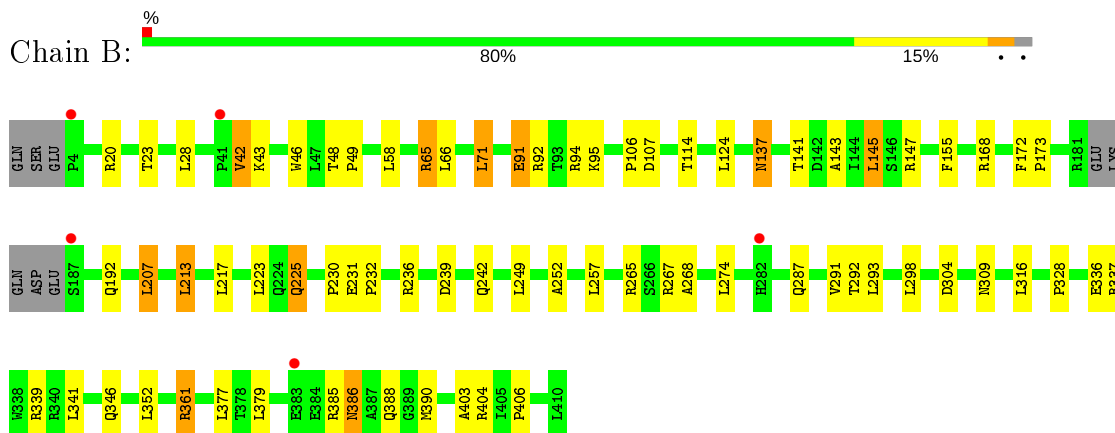 %
Chain B:
80% 15% • •
GLN SER GLU P4 R20 T23 L28 P41 V42 K43 W46 L47 T48 P49 L58 R65 L66 L71 E91 R92 T93 R94 K95 P106 D107 T114 L124 N137 T141 D142 A143 I144 L145 S146 R147 F155 R168 F172 P173 R181 GLU LYS
GLN ASP GLU S187 Q192 L207 L213 L217 L223 Q224 Q225 P230 E231 P232 R236 D239 Q242 L249 A252 L257 R265 S266 R267 A268 L274 H282 Q287 V291 T292 L293 L298 D304 N309 L316 P328 E336 R337
W338 R339 R340 L341 Q346 L352 R361 L377 T378 L379 E383 E384 R385 N386 A387 Q388 G389 M390 A403 R404 I405 P406 L410